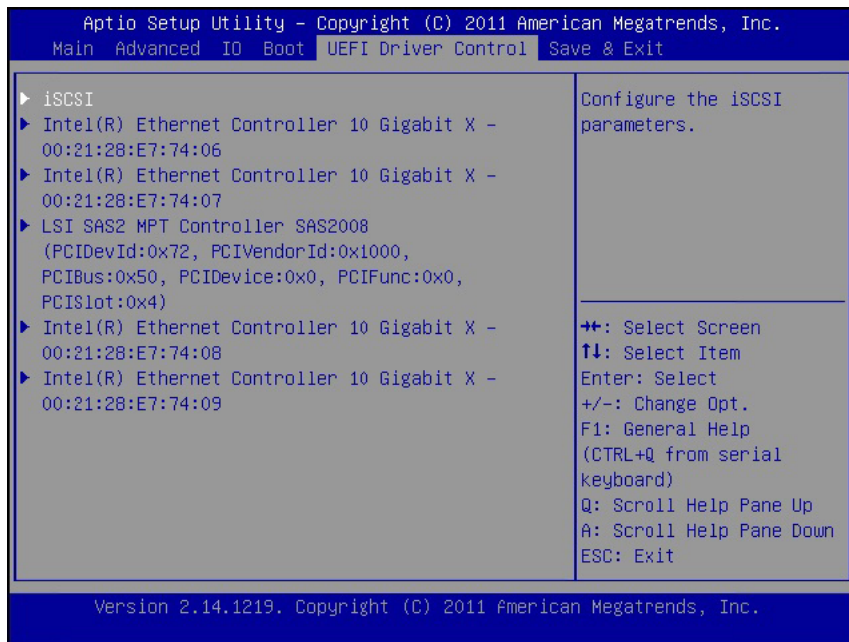 Aptio Setup Utility – Copyright (C) 2011 American Megatrends, Inc.
Main Advanced IO Boot UEFI Driver Control Save & Exit
iSCSI
Intel(R) Ethernet Controller 10 Gigabit X –
00:21:28:E7:74:06
Intel(R) Ethernet Controller 10 Gigabit X –
00:21:28:E7:74:07
LSI SAS2 MPT Controller SAS2008
(PCIDevId:0x72, PCIVendorId:0x1000,
PCIBus:0x50, PCIDevice:0x0, PCIFunc:0x0,
PCISlot:0x4)
Intel(R) Ethernet Controller 10 Gigabit X –
00:21:28:E7:74:08
Intel(R) Ethernet Controller 10 Gigabit X –
00:21:28:E7:74:09
Configure the iSCSI
parameters.
→←: Select Screen
↑↓: Select Item
Enter: Select
+/-: Change Opt.
F1: General Help
(CTRL+Q from serial
keyboard)
Q: Scroll Help Pane Up
A: Scroll Help Pane Down
ESC: Exit
Version 2.14.1219. Copyright (C) 2011 American Megatrends, Inc.